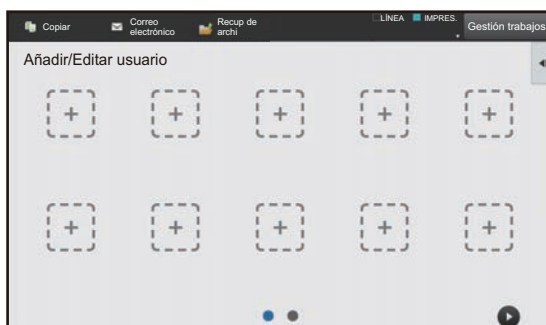 Copiar
Correo
electrónico
Recup de
archi
LÍNEA
IMPRES.
Gestión trabajos
Añadir/Editar usuario